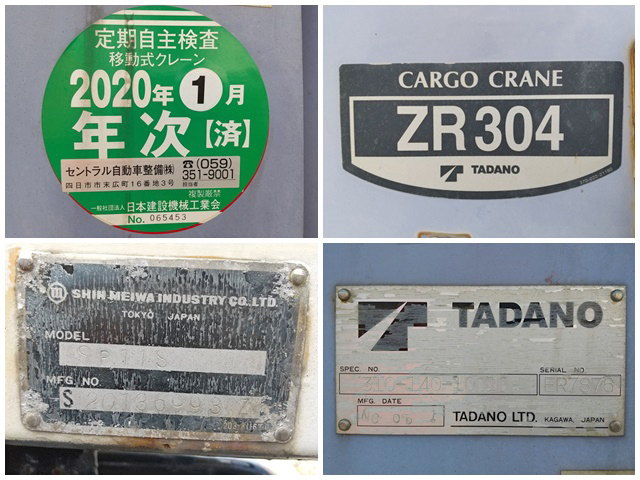 定期自主検査
移動式クレーン
2020年1月
年次【済】
セントラル自動車整備(株)
四日市市末広町16番地3号
☎(059)
351-9001
担当者
複製厳禁
一般社団法人 日本建設機械工業会
No. 065453
CARGO CRANE
ZR304
TADANO
SHIN MEIWA INDUSTRY CO., LTD.
TOKYO JAPAN
MODEL
MFG. NO.
TADANO
SPEC. NO.
SERIAL NO.
MFG. DATE
TADANO LTD. KAGAWA, JAPAN